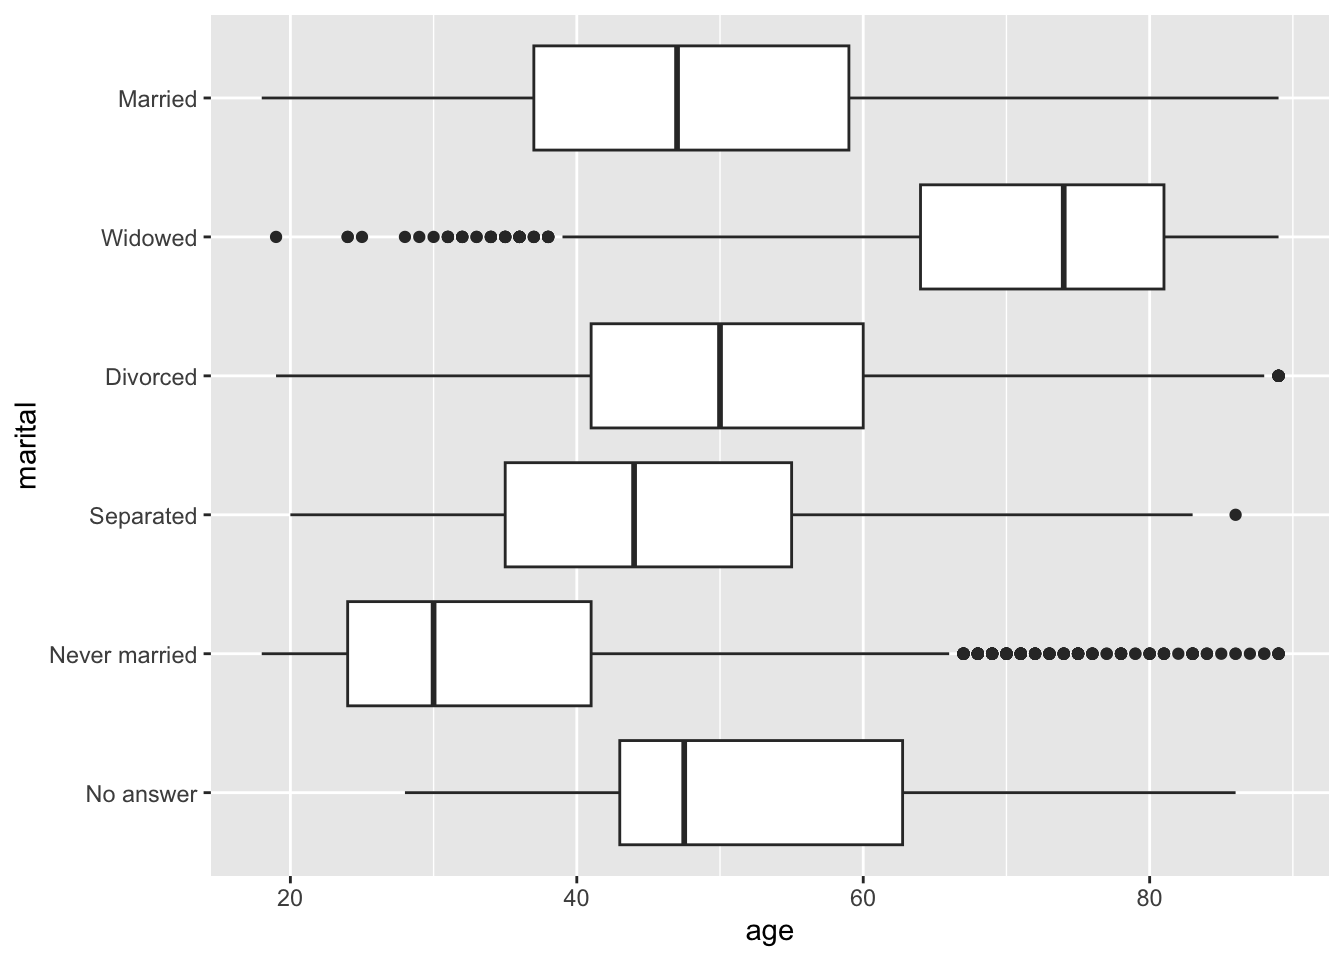 Married
Widowed
Divorced
Separated
Never married
No answer
marital
20 40 60 80
age